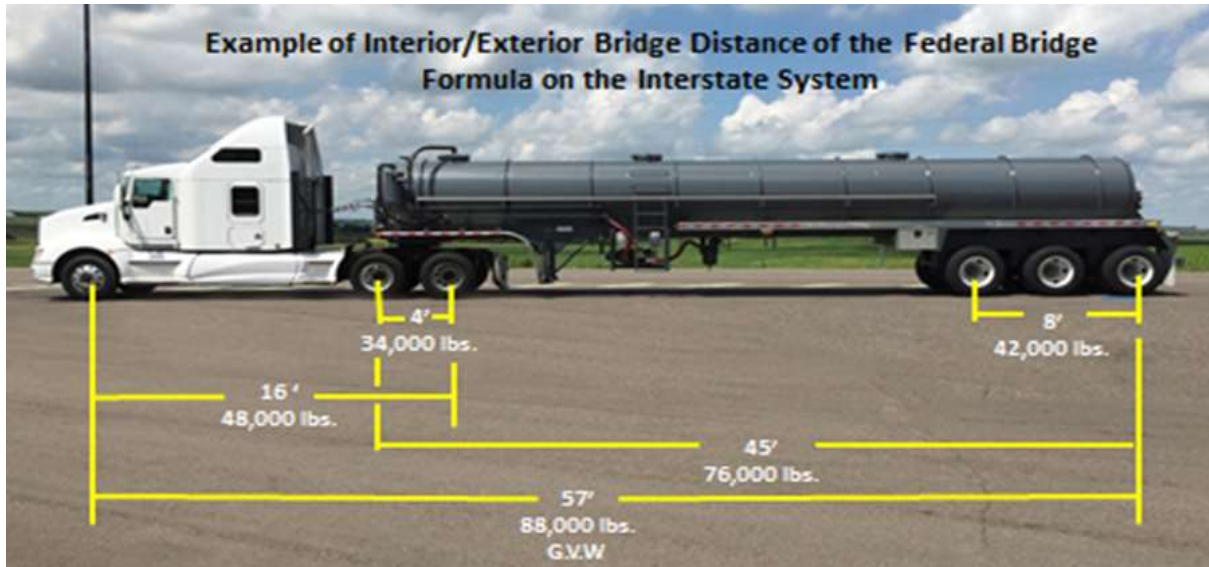 Example of Interior/Exterior Bridge Distance of the Federal Bridge
Formula on the Interstate System
4'
34,000 lbs.
8'
42,000 lbs.
16 '
48,000 lbs.
45'
76,000 lbs.
57'
88,000 lbs.
G.V.W